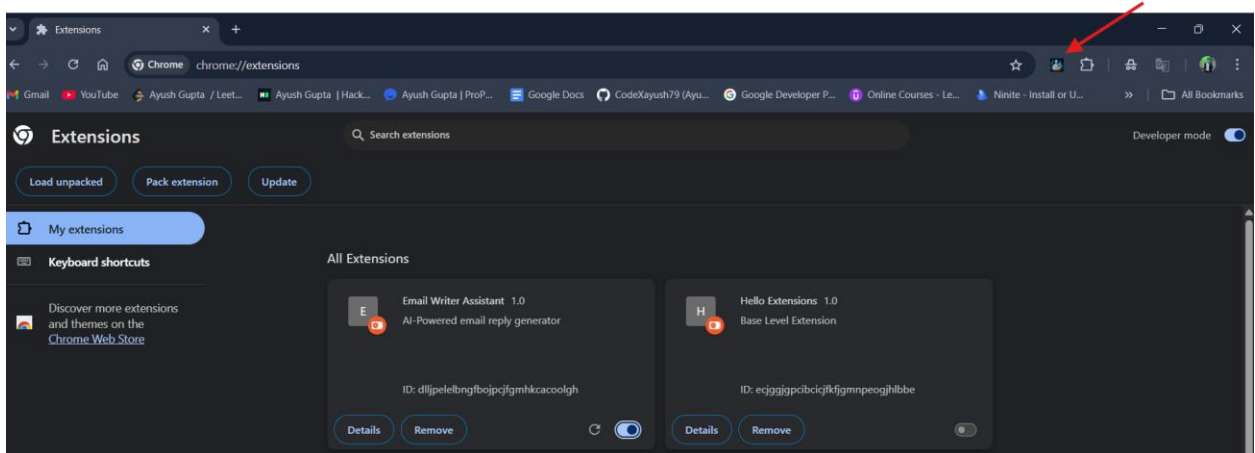 Extensions
Chrome chrome://extensions
Gmail YouTube Ayush Gupta / Leet... Ayush Gupta | Hack... Ayush Gupta | ProP... Google Docs CodeXayush79 (Ayu... Google Developer P... Online Courses - Le... Ninite - Install or U... » All Bookmarks
Extensions Search extensions Developer mode
Load unpacked Pack extension Update
My extensions
Keyboard shortcuts
Discover more extensions
and themes on the
Chrome Web Store
All Extensions
E Email Writer Assistant 1.0
AI-Powered email reply generator
ID: dlljpelelbngfbojpcjfgmhkcacoolgh
Details Remove
H Hello Extensions 1.0
Base Level Extension
ID: ecjggjgpcibcicjfkfjgmnpeogjhlbbe
Details Remove